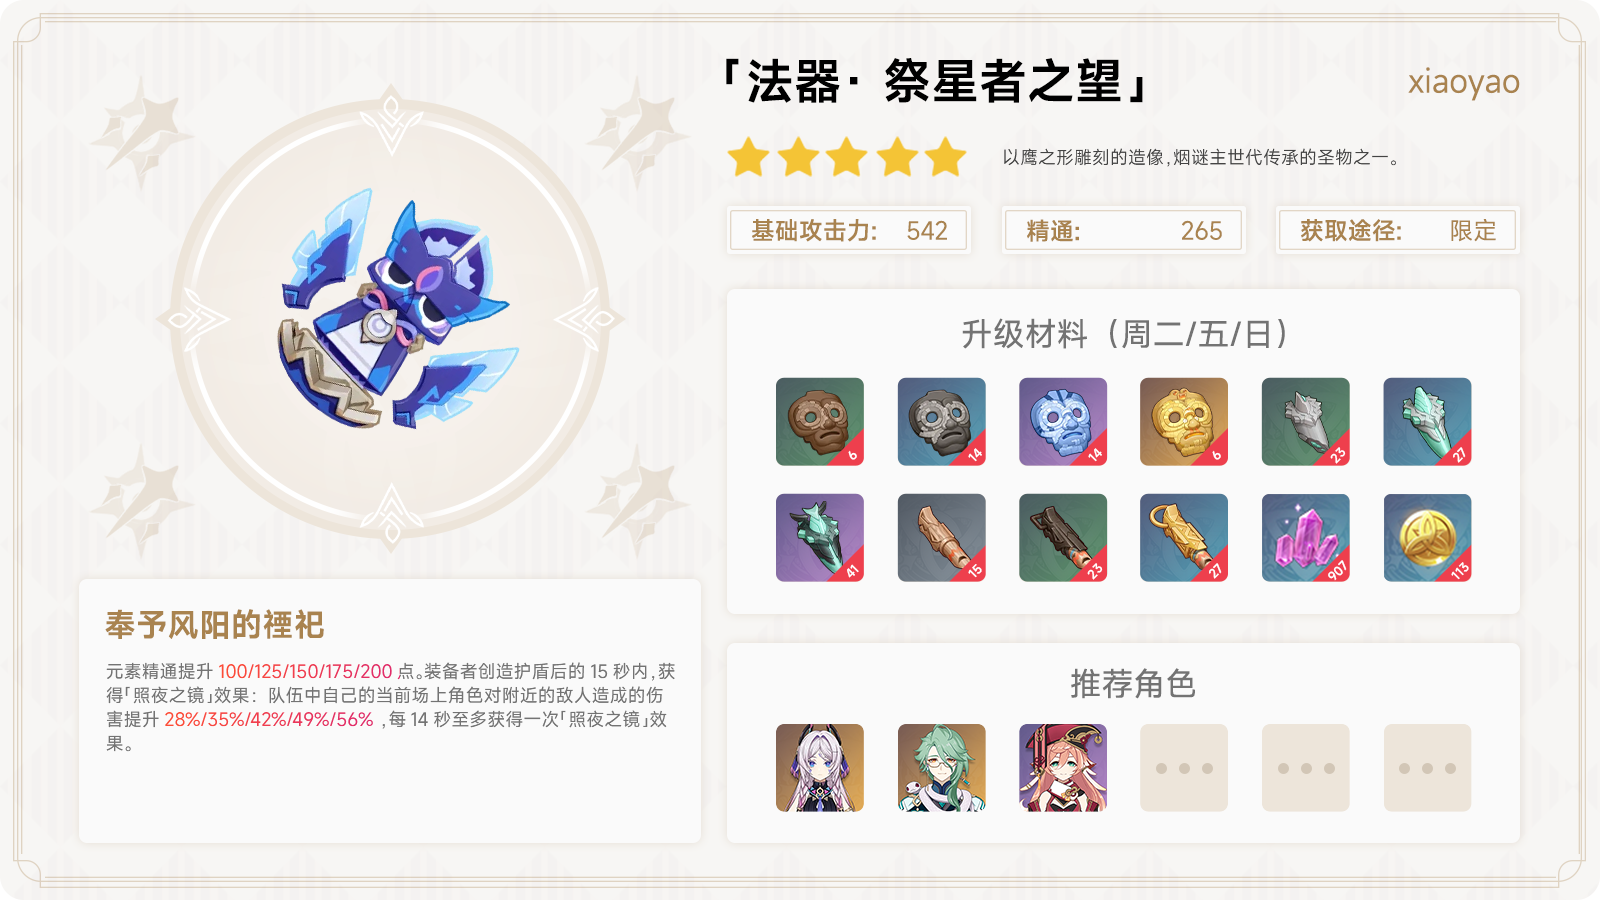 「法器· 祭星者之望」
xiaoyao
以鹰之形雕刻的造像,烟谜主世代传承的圣物之一。
基础攻击力: 542
精通: 265
获取途径: 限定
升级材料（周二/五/日）
6
14
14
6
23
27
41
15
23
27
907
113
奉予风阳的禋祀
元素精通提升 100/125/150/175/200 点。装备者创造护盾后的 15 秒内,获
得「照夜之镜」效果：队伍中自己的当前场上角色对附近的敌人造成的伤
害提升 28%/35%/42%/49%/56% ,每 14 秒至多获得一次「照夜之镜」效
果。
推荐角色